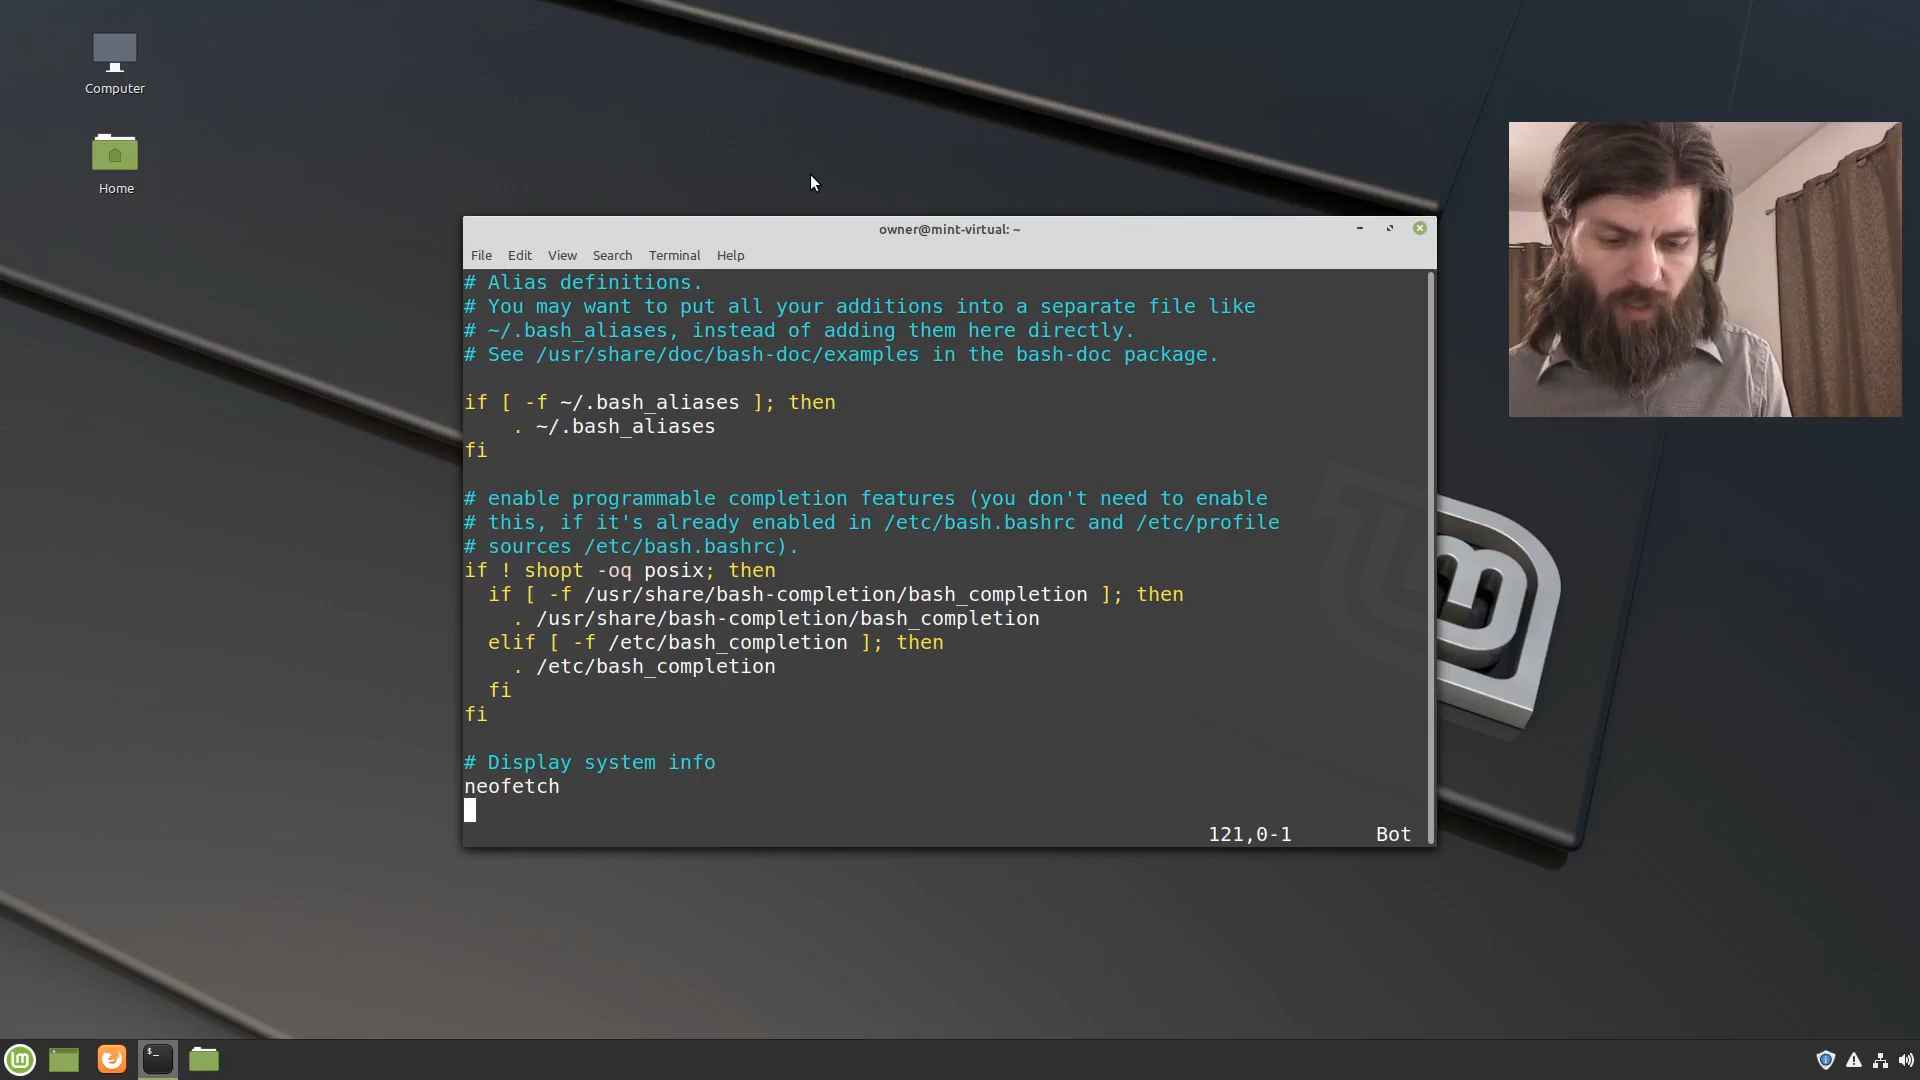 Computer
Home
owner@mint-virtual: ~
File Edit View Search Terminal Help
# Alias definitions.
# You may want to put all your additions into a separate file like
# ~/.bash_aliases, instead of adding them here directly.
# See /usr/share/doc/bash-doc/examples in the bash-doc package.
if [ -f ~/.bash_aliases ]; then
    . ~/.bash_aliases
fi
# enable programmable completion features (you don't need to enable
# this, if it's already enabled in /etc/bash.bashrc and /etc/profile
# sources /etc/bash.bashrc).
if ! shopt -oq posix; then
  if [ -f /usr/share/bash-completion/bash_completion ]; then
    . /usr/share/bash-completion/bash_completion
  elif [ -f /etc/bash_completion ]; then
    . /etc/bash_completion
  fi
fi
# Display system info
neofetch
121,0-1 Bot